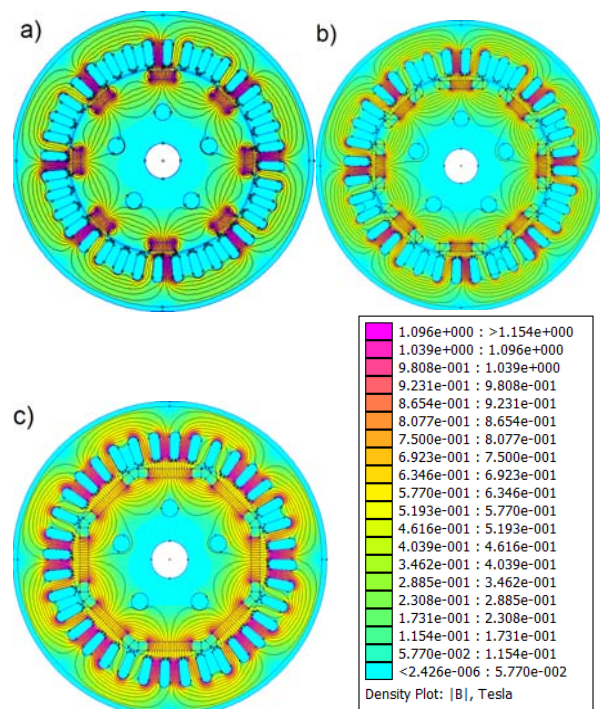 a)
b)
c)
1.096e+000 : >1.154e+000
1.039e+000 : 1.096e+000
9.808e-001 : 1.039e+000
9.231e-001 : 9.808e-001
8.654e-001 : 9.231e-001
8.077e-001 : 8.654e-001
7.500e-001 : 8.077e-001
6.923e-001 : 7.500e-001
6.346e-001 : 6.923e-001
5.770e-001 : 6.346e-001
5.193e-001 : 5.770e-001
4.616e-001 : 5.193e-001
4.039e-001 : 4.616e-001
3.462e-001 : 4.039e-001
2.885e-001 : 3.462e-001
2.308e-001 : 2.885e-001
1.731e-001 : 2.308e-001
1.154e-001 : 1.731e-001
5.770e-002 : 1.154e-001
<2.426e-006 : 5.770e-002
Density Plot: |B|, Tesla